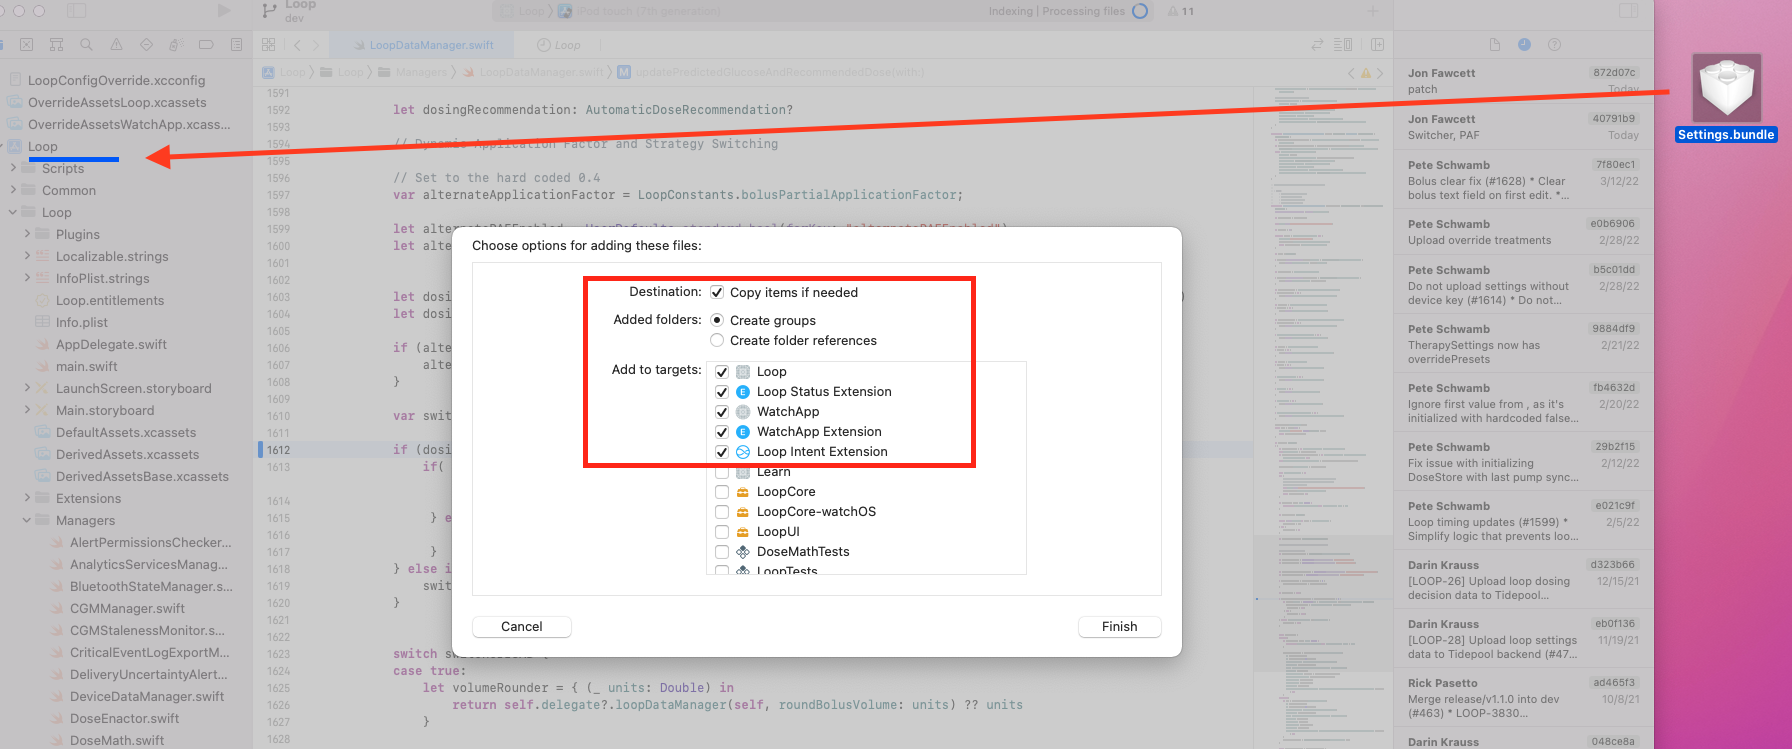 Loop
dev
Loop
iPod touch (7th generation)
Indexing | Processing files
11
LoopDataManager.swift
Loop
Loop
Loop
Managers
LoopDataManager.swift
M
updatePredictedGlucoseAndRecommendedDose(with:)
LoopConfigOverride.xcconfig
OverrideAssetsLoop.xcassets
OverrideAssetsWatchApp.xcass...
Loop
Scripts
Common
Loop
Plugins
Localizable.strings
InfoPlist.strings
Loop.entitlements
Info.plist
AppDelegate.swift
main.swift
LaunchScreen.storyboard
Main.storyboard
DefaultAssets.xcassets
DerivedAssets.xcassets
DerivedAssetsBase.xcassets
Extensions
Managers
AlertPermissionsChecker...
AnalyticsServicesManag...
BluetoothStateManager.s...
CGMManager.swift
CGMStalenessMonitor.s...
CriticalEventLogExportM...
DeliveryUncertaintyAlert...
DeviceDataManager.swift
DoseEnactor.swift
DoseMath.swift
1591
1592 let dosingRecommendation: AutomaticDoseRecommendation?
1593
1594 // Dynamic Application Factor and Strategy Switching
1595
1596 // Set to the hard coded 0.4
1597 var alternateApplicationFactor = LoopConstants.bolusPartialApplicationFactor;
1598
1599 let alternatePAFEnabled = UserDefaults.standard.bool(forKey: "alternatePAFEnabled")
1600 let alte
1601
1602
1603 let dosi )
1604 let dosi
1606 if (alte
1607 alte
1608 }
1609
1610 var swit
1611
1612 if (dosi
1613 if(
1614
1615 } e
1616
1617 }
1618 } else i
1619 swit
1620 }
1621
1622
1623 switch
1624 case true:
1625 let volumeRounder = { (_ units: Double) in
1626 return self.delegate?.loopDataManager(self, roundBolusVolume: units) ?? units
1627 }
1628
Choose options for adding these files:
Destination: Copy items if needed
Added folders: Create groups
Create folder references
Add to targets: Loop
Loop Status Extension
WatchApp
WatchApp Extension
Loop Intent Extension
Learn
LoopCore
LoopCore-watchOS
LoopUI
DoseMathTests
LoopTests
Cancel
Finish
Jon Fawcett 872d07c
patch Today
Jon Fawcett 40791b9
Switcher, PAF Today
Pete Schwamb 7f80ec1
Bolus clear fix (#1628) * Clear 3/12/22
bolus text field on first edit. *...
Pete Schwamb e0b6906
Upload override treatments 2/28/22
Pete Schwamb b5c01dd
Do not upload settings without 2/28/22
device key (#1614) * Do not...
Pete Schwamb 9884df9
TherapySettings now has 2/21/22
overridePresets
Pete Schwamb fb4632d
Ignore first value from , as it's 2/20/22
initialized with hardcoded false...
Pete Schwamb 29b2f15
Fix issue with initializing 2/12/22
DoseStore with last pump sync...
Pete Schwamb e021c9f
Loop timing updates (#1599) * 2/5/22
Simplify logic that prevents loo...
Darin Krauss d323b66
[LOOP-26] Upload loop dosing 12/15/21
decision data to Tidepool...
Darin Krauss eb0f136
[LOOP-28] Upload loop settings 11/19/21
data to Tidepool backend (#47...
Rick Pasetto ad465f3
Merge release/v1.1.0 into dev 10/8/21
(#463) * LOOP-3830...
Darin Krauss 048ce8a
Settings.bundle